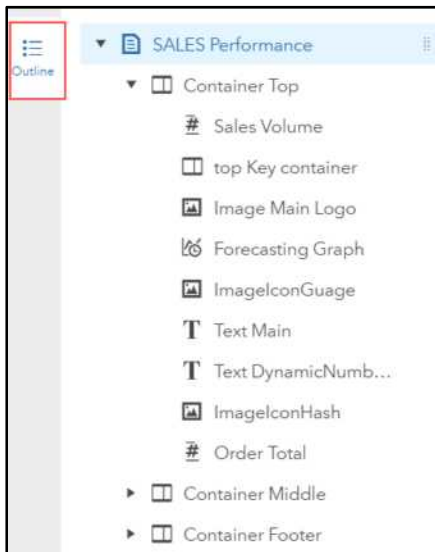 Outline
SALES Performance
Container Top
Sales Volume
top Key container
Image Main Logo
Forecasting Graph
ImageIconGuage
T Text Main
T Text DynamicNumb...
ImageIconHash
Order Total
Container Middle
Container Footer